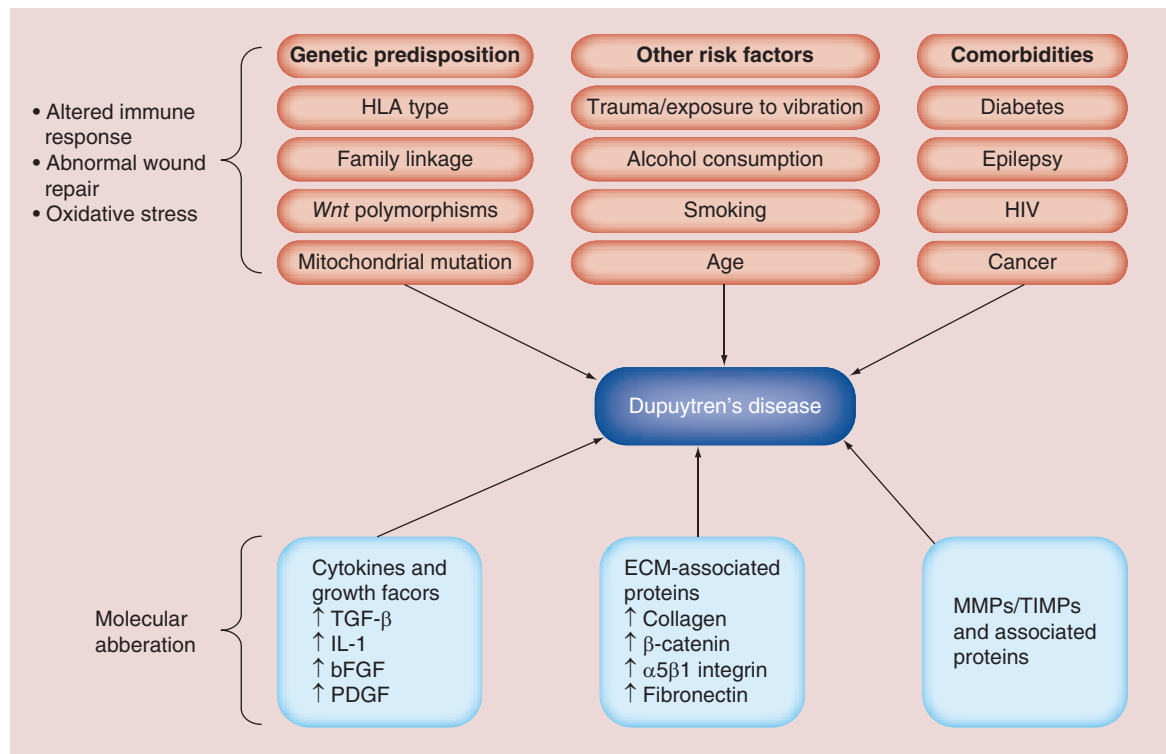 • Altered immune
response
• Abnormal wound
repair
• Oxidative stress
Genetic predisposition
HLA type
Family linkage
Wnt polymorphisms
Mitochondrial mutation
Other risk factors
Trauma/exposure to vibration
Alcohol consumption
Smoking
Age
Comorbidities
Diabetes
Epilepsy
HIV
Cancer
Dupuytren's disease
Molecular
abberation
Cytokines and
growth facors
↑ TGF-β
↑ IL-1
↑ bFGF
↑ PDGF
ECM-associated
proteins
↑ Collagen
↑ β-catenin
↑ α5β1 integrin
↑ Fibronectin
MMPs/TIMPs
and associated
proteins